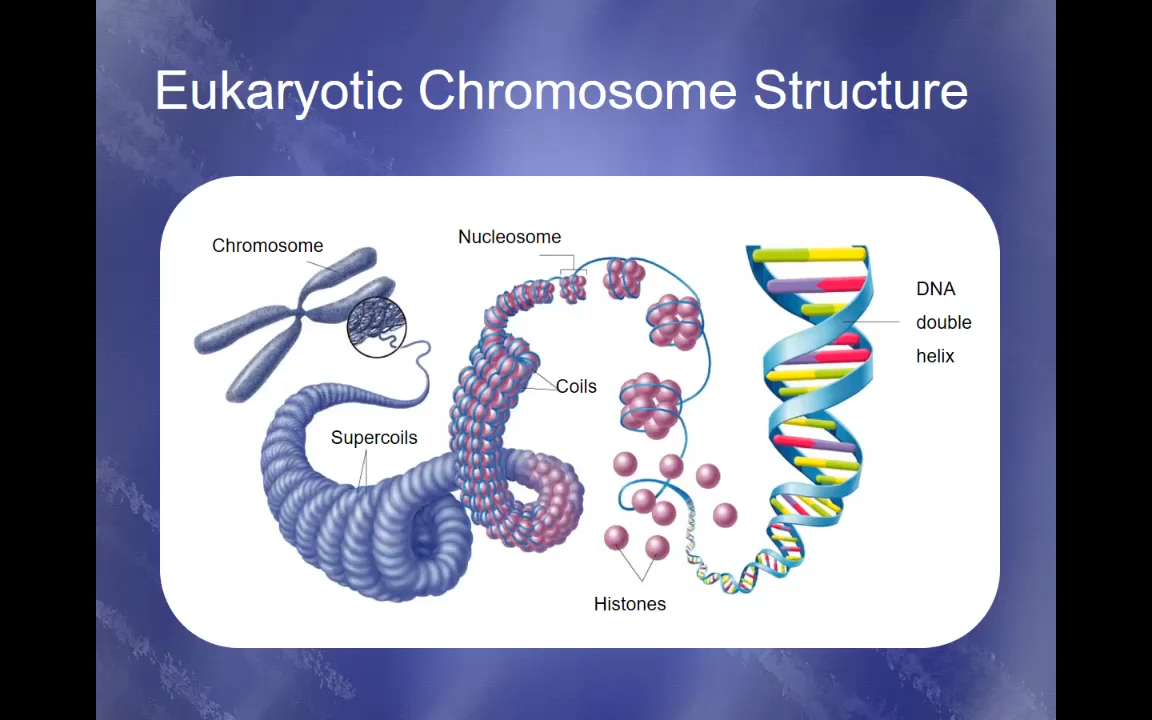 Eukaryotic Chromosome Structure
Chromosome
Nucleosome
DNA
double
helix
Coils
Supercoils
Histones